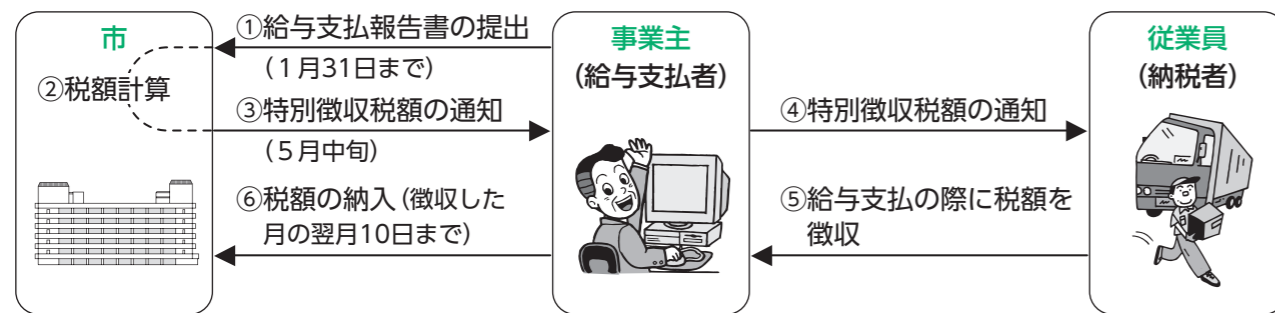 市
②税額計算
①給与支払報告書の提出
(1月31日まで)
③特別徴収税額の通知
(5月中旬)
⑥税額の納入(徴収した
月の翌月10日まで)
事業主
(給与支払者)
④特別徴収税額の通知
⑤給与支払の際に税額を
徴収
従業員
(納税者)